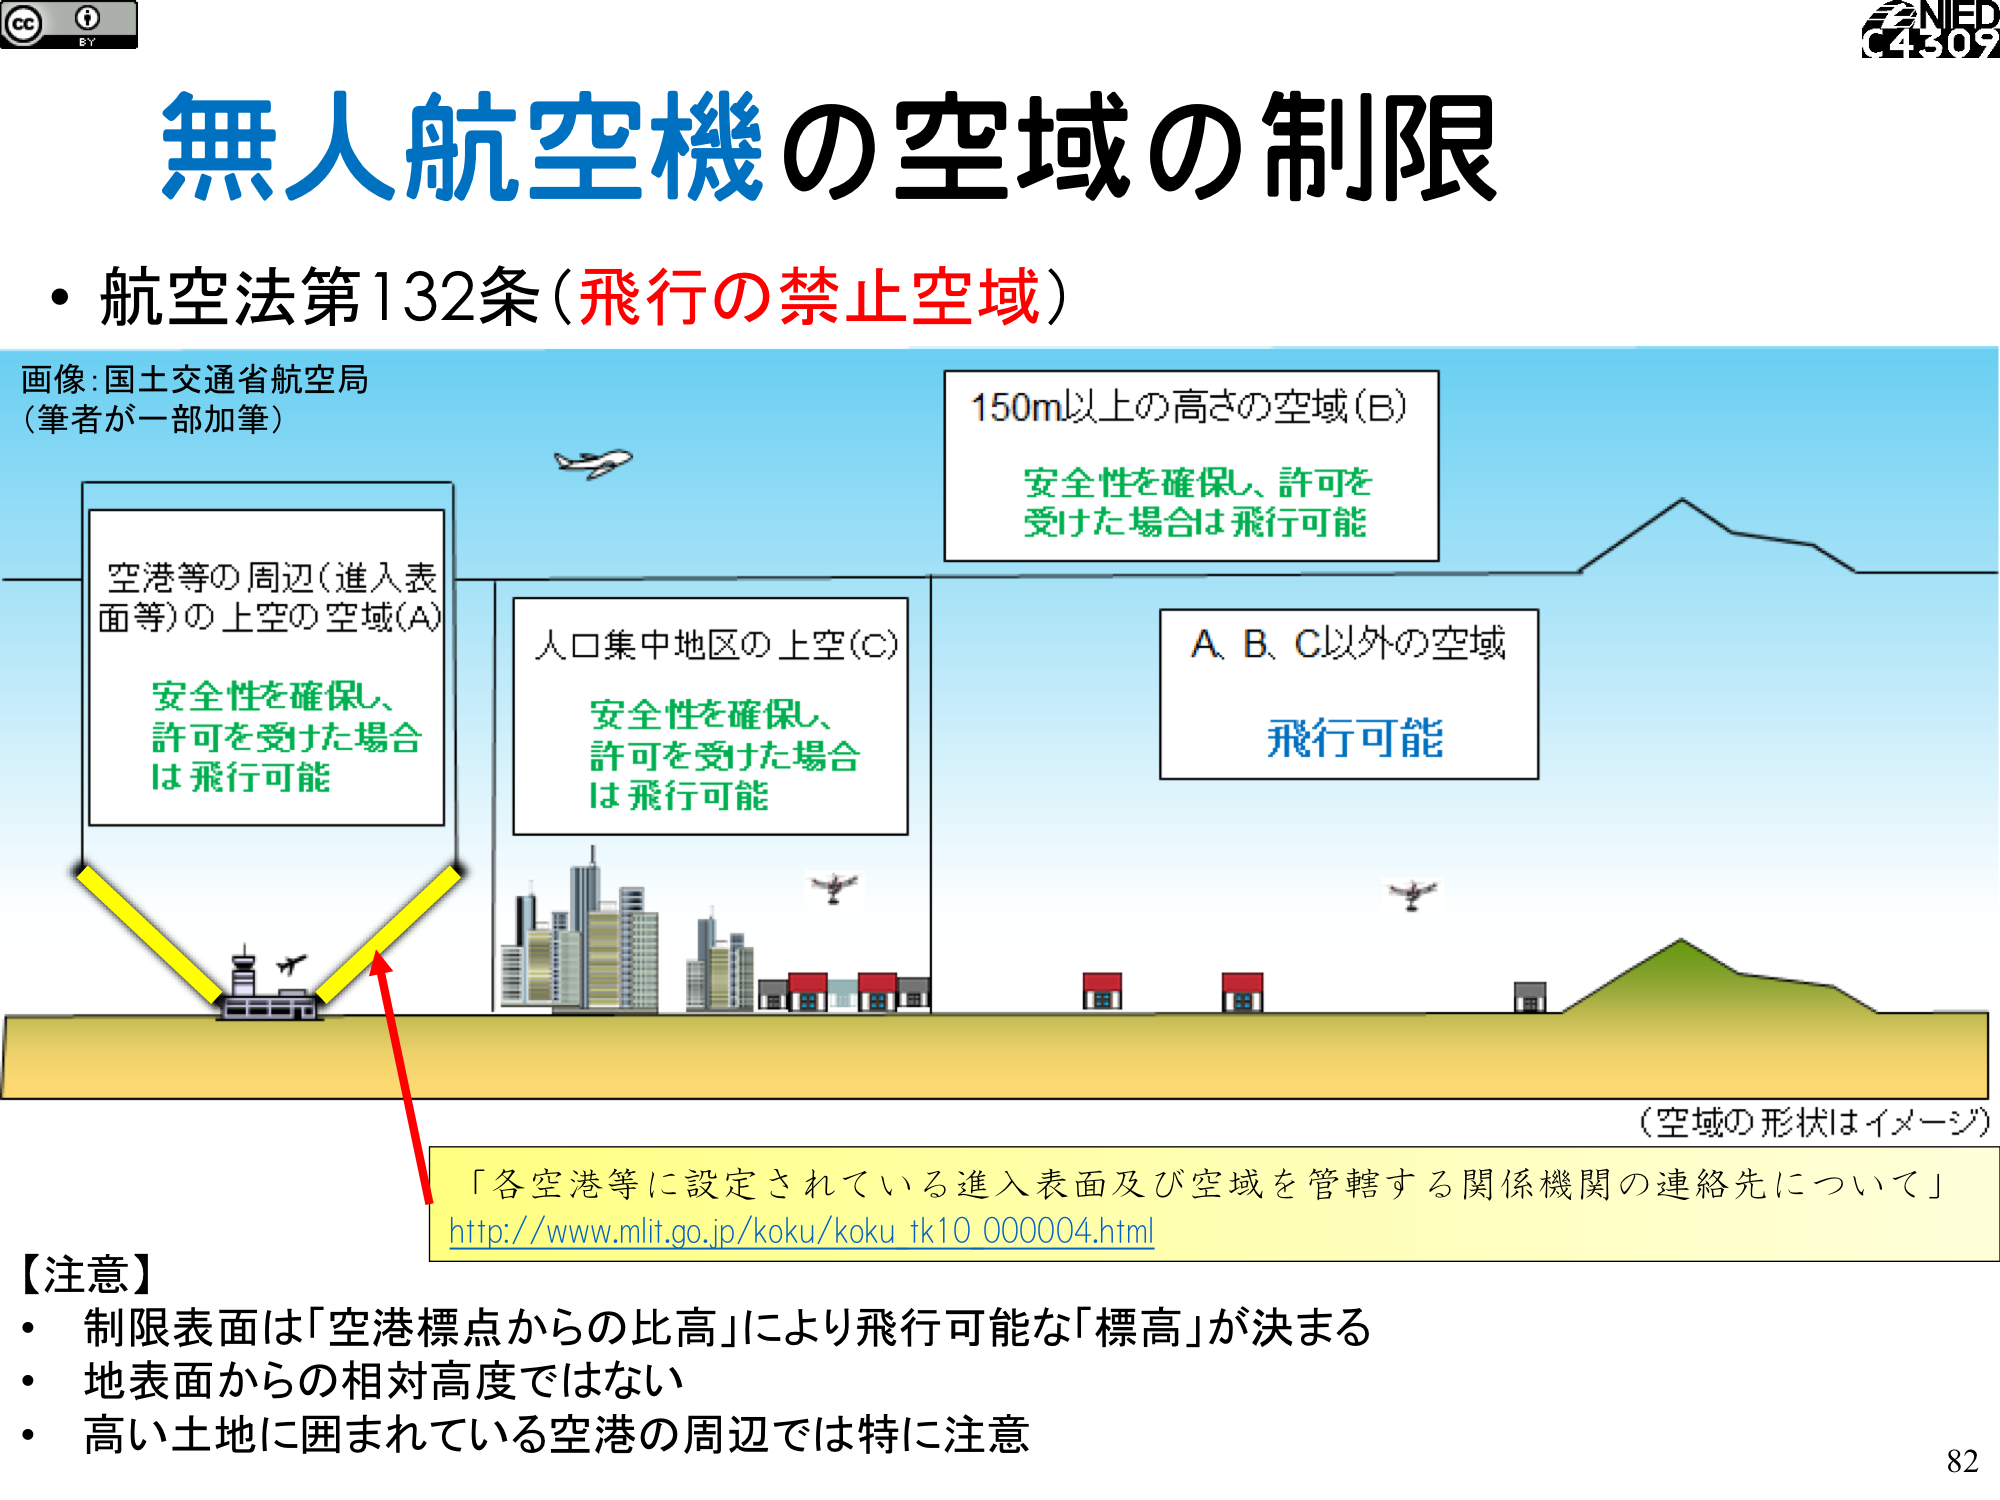 cc
BY
NIED
C4309
無人航空機の空域の制限
• 航空法第132条（飛行の禁止空域）
画像：国土交通省航空局
（筆者が一部加筆）
150m以上の高さの空域（B）
安全性を確保し、許可を
受けた場合は飛行可能
空港等の周辺（進入表
面等）の上空の空域（A）
安全性を確保し、
許可を受けた場合
は飛行可能
人口集中地区の上空（C）
安全性を確保し、
許可を受けた場合
は飛行可能
A、B、C以外の空域
飛行可能
（空域の形状はイメージ）
「各空港等に設定されている進入表面及び空域を管轄する関係機関の連絡先について」
http://www.mlit.go.jp/koku/koku_tk10_000004.html
【注意】
• 制限表面は「空港標点からの比高」により飛行可能な「標高」が決まる
• 地表面からの相対高度ではない
• 高い土地に囲まれている空港の周辺では特に注意
82